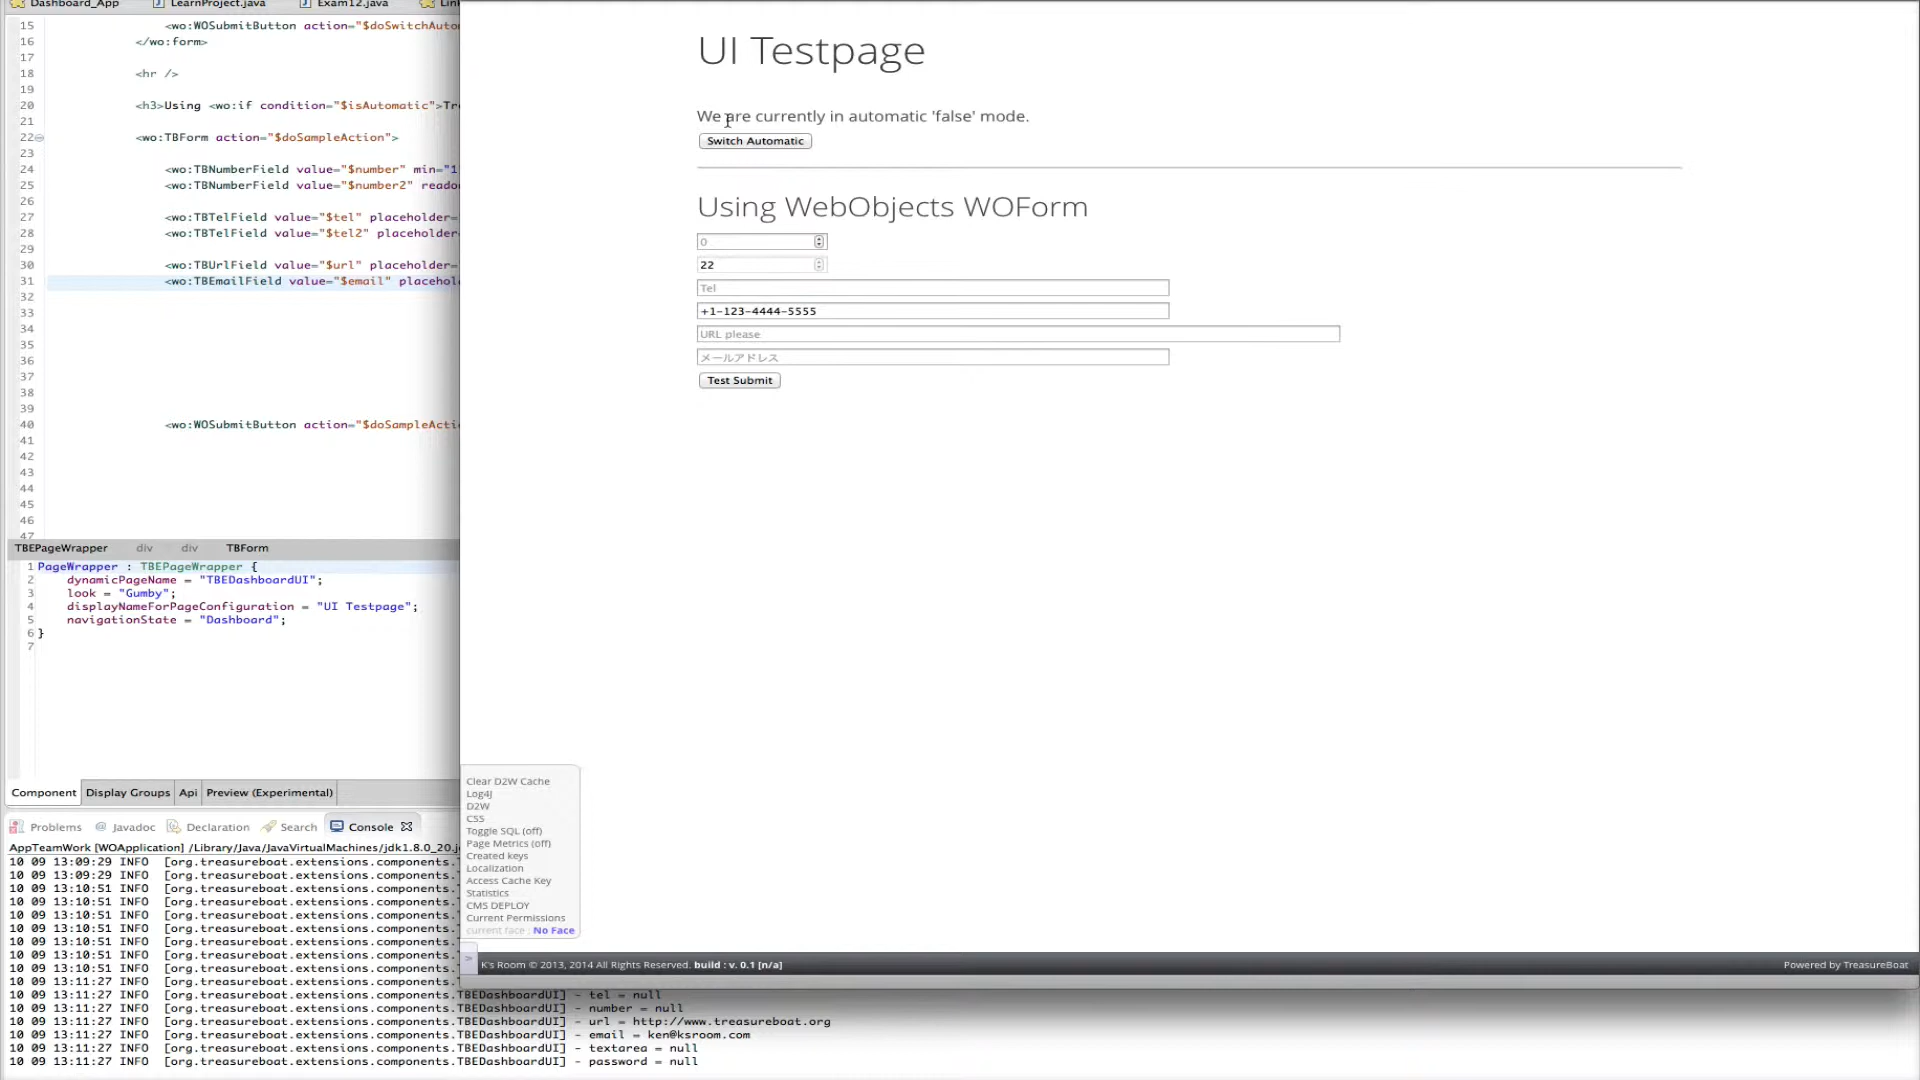 Dashboard_App LearnProject.java Exam12.java
15 <wo:WOSubmitButton action="$doSwitchAuto
16 </wo:form>
17
18 <hr />
19
20 <h3>Using <wo:if condition="$isAutomatic">Tr
21
22 <wo:TBForm action="$doSampleAction">
23
24 <wo:TBNumberField value="$number" min="1
25 <wo:TBNumberField value="$number2" reado
26
27 <wo:TBTelField value="$tel" placeholder=
28 <wo:TBTelField value="$tel2" placeholder
29
30 <wo:TBUrlField value="$url" placeholder=
31 <wo:TBEmailField value="$email" placehol
32
33
34
35
36
37
38
39
40 <wo:WOSubmitButton action="$doSampleActi
41
42
43
44
45
46
47
TBEPageWrapper div div TBForm
1 PageWrapper : TBEPageWrapper {
2 dynamicPageName = "TBEDashboardUI";
3 look = "Gumby";
4 displayNameForPageConfiguration = "UI Testpage";
5 navigationState = "Dashboard";
6 }
7
Component Display Groups Api Preview (Experimental)
Problems @ Javadoc Declaration Search Console
AppTeamWork [WOApplication] /Library/Java/JavaVirtualMachines/jdk1.8.0_20.j
10 09 13:09:29 INFO [org.treasureboat.extensions.components.T
10 09 13:09:29 INFO [org.treasureboat.extensions.components.T
10 09 13:10:51 INFO [org.treasureboat.extensions.components.T
10 09 13:10:51 INFO [org.treasureboat.extensions.components.T
10 09 13:10:51 INFO [org.treasureboat.extensions.components.T
10 09 13:10:51 INFO [org.treasureboat.extensions.components.T
10 09 13:10:51 INFO [org.treasureboat.extensions.components.T
10 09 13:10:51 INFO [org.treasureboat.extensions.components.T
10 09 13:10:51 INFO [org.treasureboat.extensions.components.T
10 09 13:11:27 INFO [org.treasureboat.extensions.components.T
10 09 13:11:27 INFO [org.treasureboat.extensions.components.TBEDashboardUI] - tel = null
10 09 13:11:27 INFO [org.treasureboat.extensions.components.TBEDashboardUI] - number = null
10 09 13:11:27 INFO [org.treasureboat.extensions.components.TBEDashboardUI] - url = http://www.treasureboat.org
10 09 13:11:27 INFO [org.treasureboat.extensions.components.TBEDashboardUI] - email = ken@ksroom.com
10 09 13:11:27 INFO [org.treasureboat.extensions.components.TBEDashboardUI] - textarea = null
10 09 13:11:27 INFO [org.treasureboat.extensions.components.TBEDashboardUI] - password = null
UI Testpage
We are currently in automatic 'false' mode.
Switch Automatic
Using WebObjects WOForm
0
22
Tel
+1-123-4444-5555
URL please
メールアドレス
Test Submit
Clear D2W Cache
Log4J
D2W
CSS
Toggle SQL (off)
Page Metrics (off)
Created keys
Localization
Access Cache Key
Statistics
CMS DEPLOY
Current Permissions
current face : No Face
> K's Room © 2013, 2014 All Rights Reserved. build : v. 0.1 [n/a] Powered by TreasureBoat